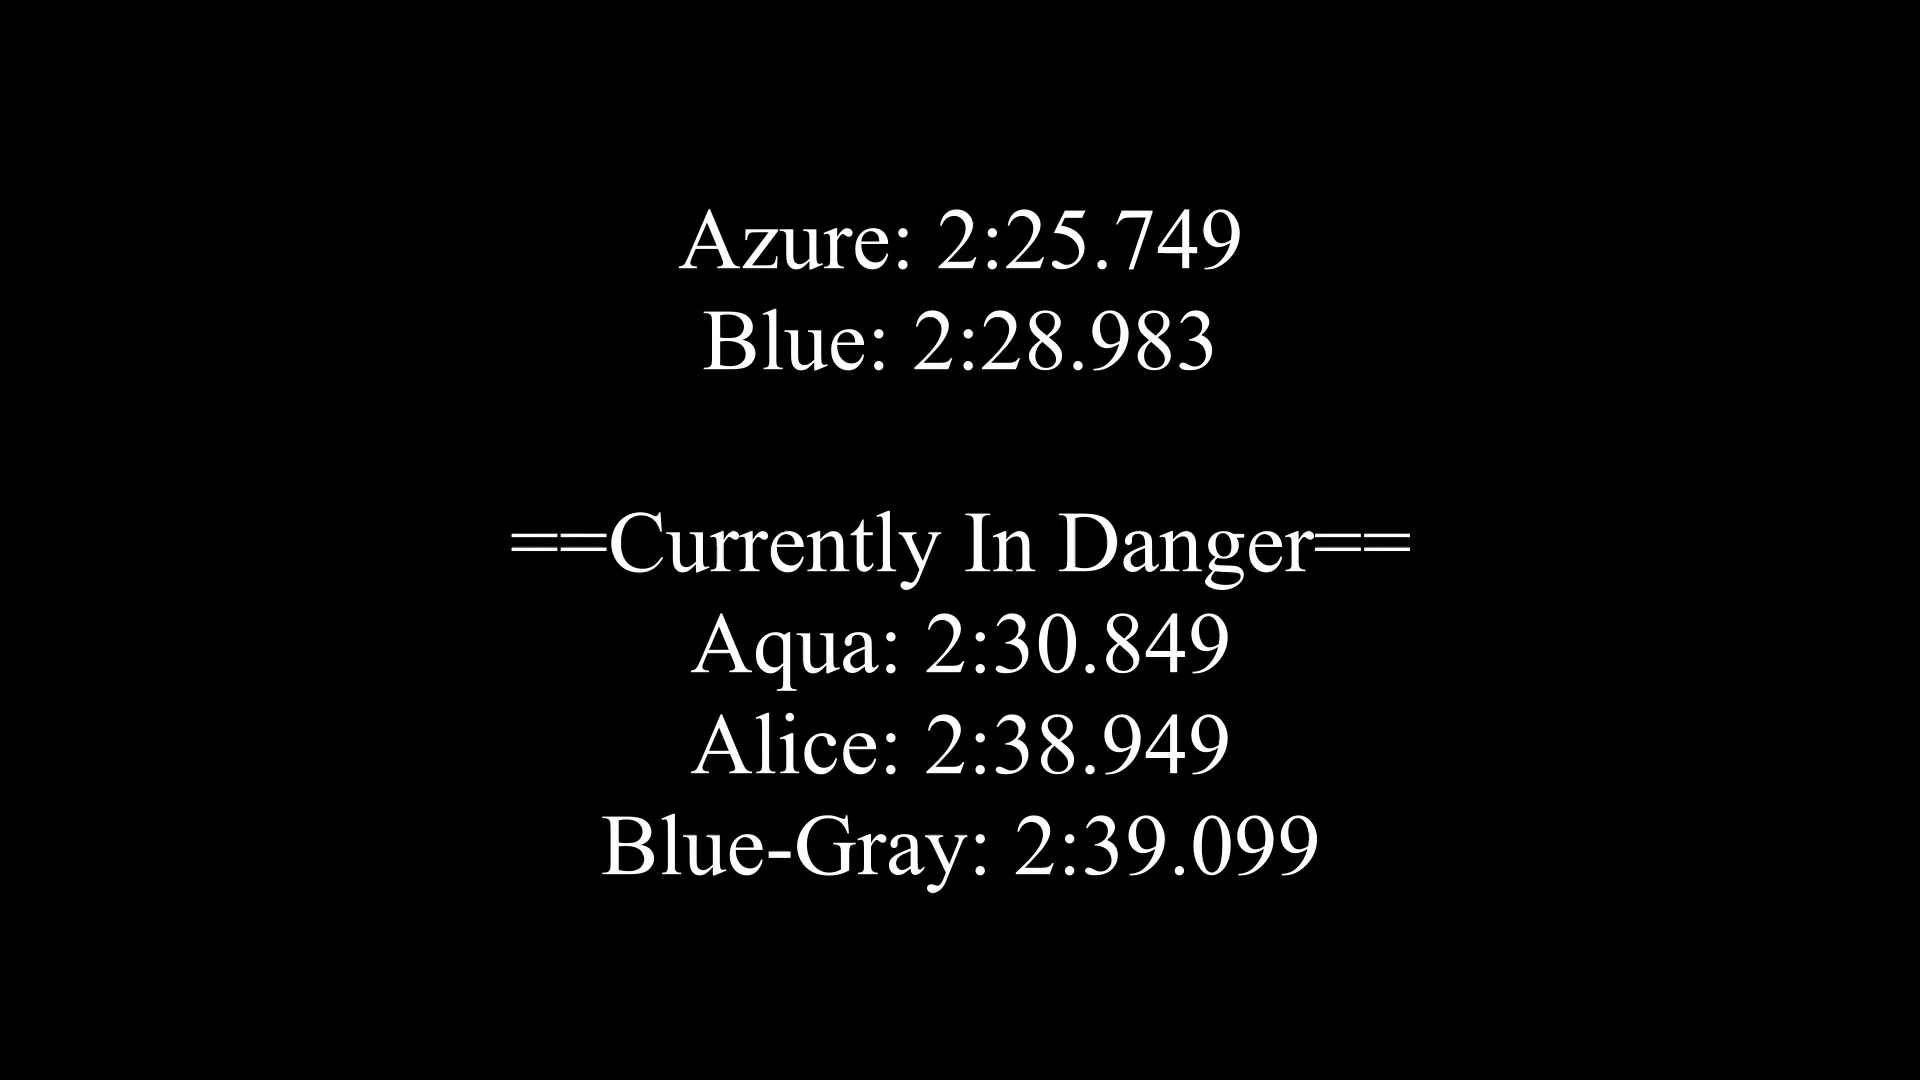 Azure: 2:25.749
Blue: 2:28.983
==Currently In Danger==
Aqua: 2:30.849
Alice: 2:38.949
Blue-Gray: 2:39.099